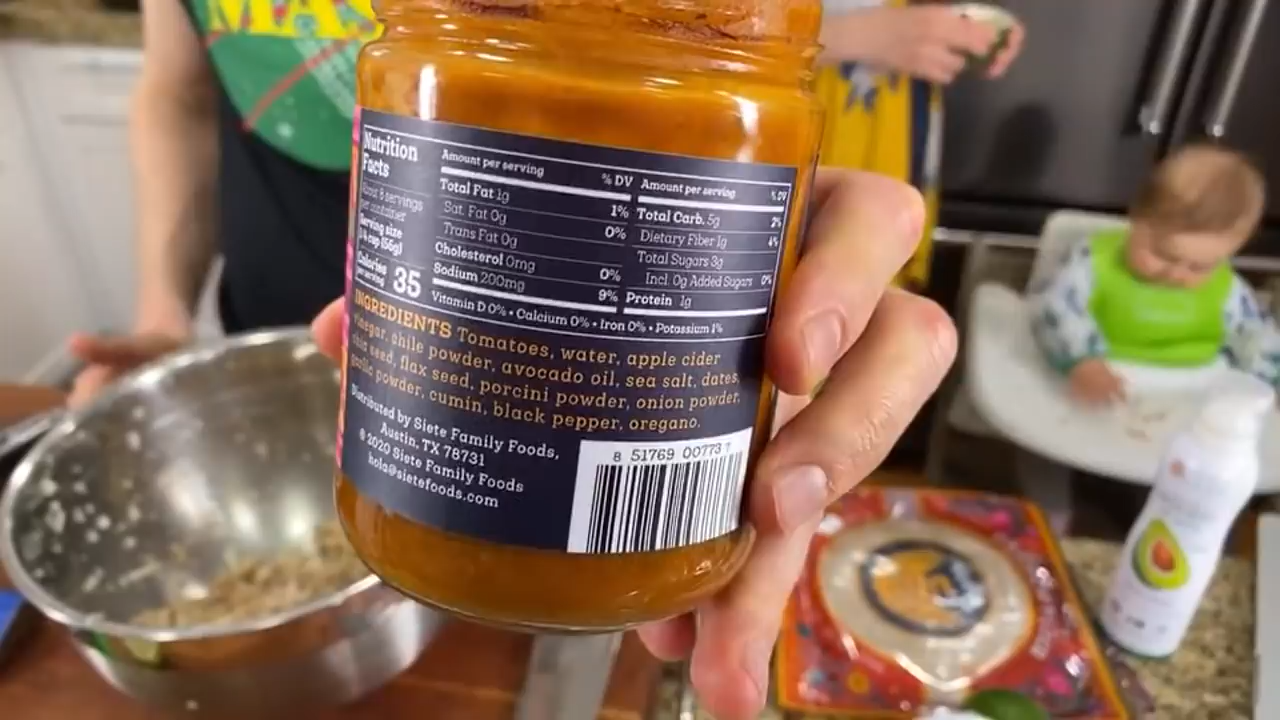 MAS
Nutrition
Facts
About 8 servings
per container
Serving size
1/4 cup (56g)
Calories
per serving
35
Amount per serving
% DV
Total Fat 1g
1%
Sat. Fat 0g
0%
Trans Fat 0g
Cholesterol 0mg
0%
Sodium 200mg
9%
Amount per serving
% DV
Total Carb. 5g
2%
Dietary Fiber 1g
4%
Total Sugars 3g
Incl. 0g Added Sugars 0%
Protein 1g
Vitamin D 0% • Calcium 0% • Iron 0% • Potassium 1%
INGREDIENTS Tomatoes, water, apple cider
vinegar, chile powder, avocado oil, sea salt, dates,
chia seed, flax seed, porcini powder, onion powder,
garlic powder, cumin, black pepper, oregano.
Distributed by Siete Family Foods,
Austin, TX 78731
© 2020 Siete Family Foods
hola@sietefoods.com
8 51769 00773 7